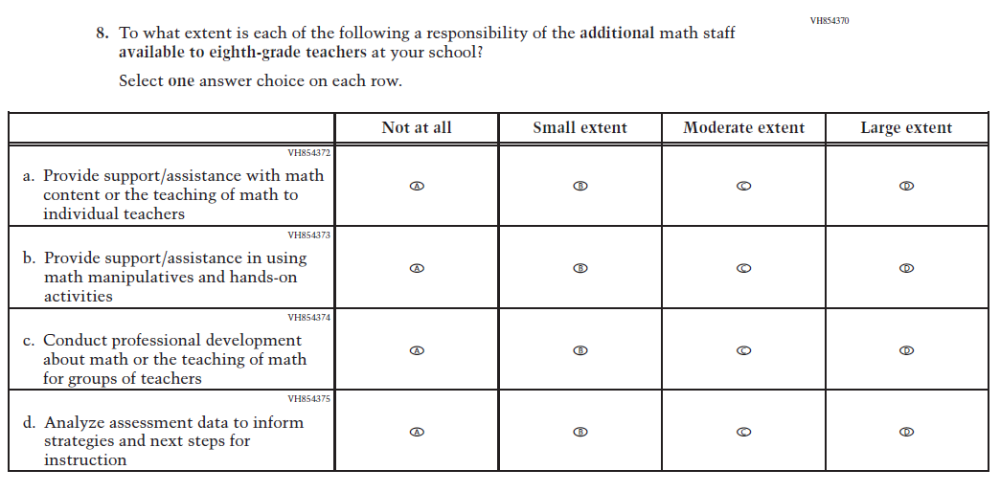 VH854370
8. To what extent is each of the following a responsibility of the additional math staff
available to eighth-grade teachers at your school?
Select one answer choice on each row.
Not at all Small extent Moderate extent Large extent
VH854372
a. Provide support/assistance with math
content or the teaching of math to
individual teachers
A B C D
VH854373
b. Provide support/assistance in using
math manipulatives and hands-on
activities
A B C D
VH854374
c. Conduct professional development
about math or the teaching of math
for groups of teachers
A B C D
VH854375
d. Analyze assessment data to inform
strategies and next steps for
instruction
A B C D